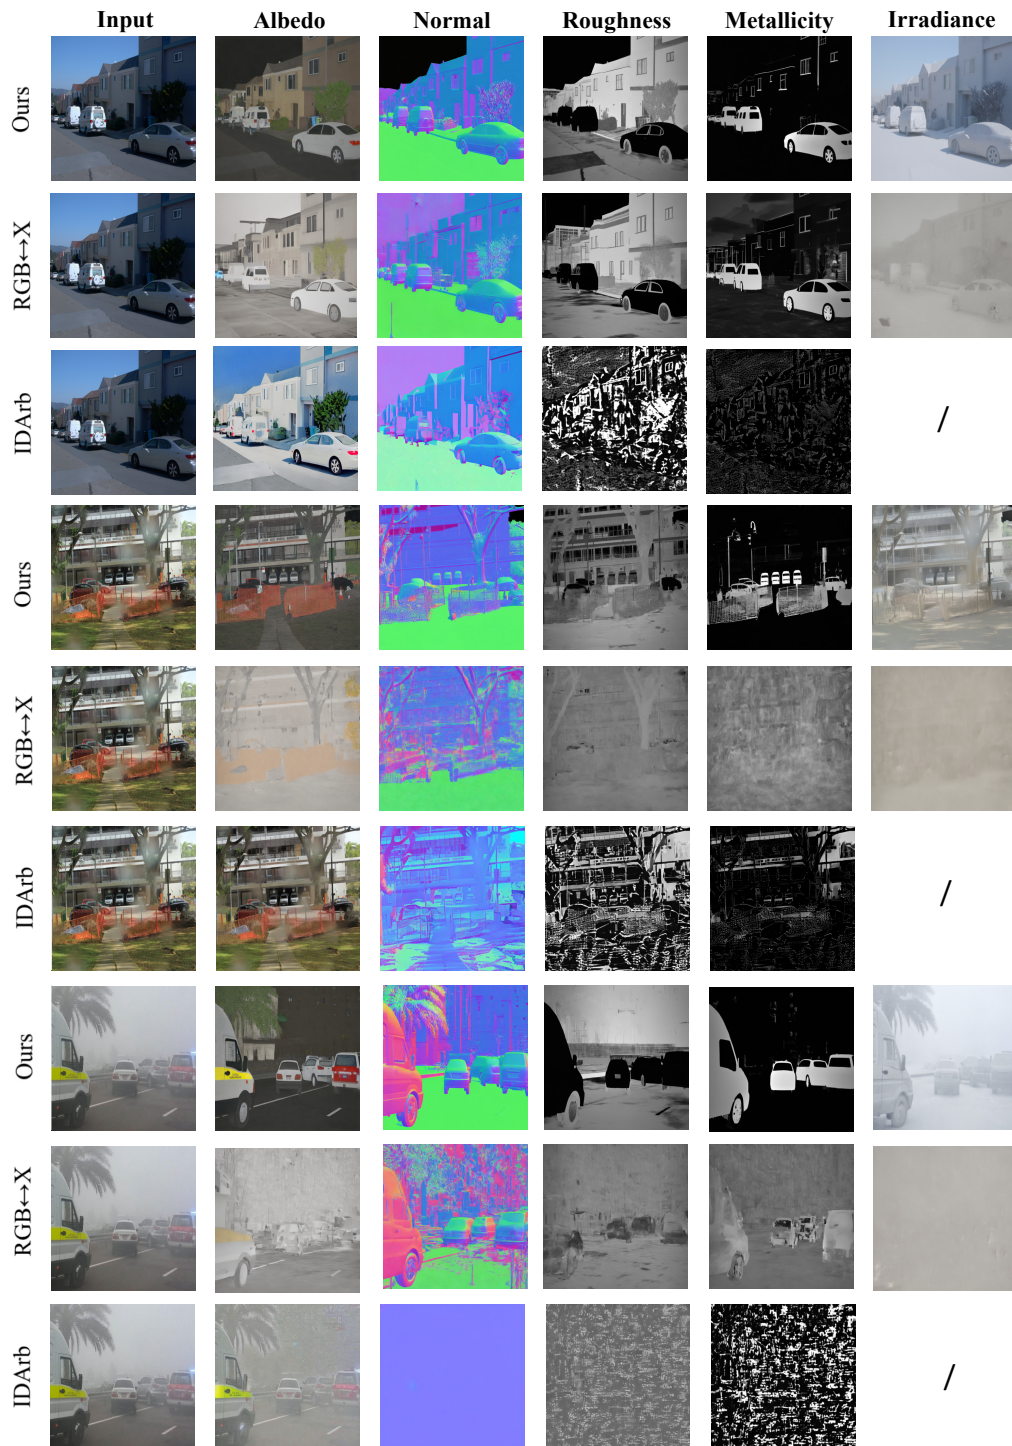 Input Albedo Normal Roughness Metallicity Irradiance
Ours
RGB↔X
IDArb
/
Ours
RGB↔X
IDArb
/
Ours
RGB↔X
IDArb
/